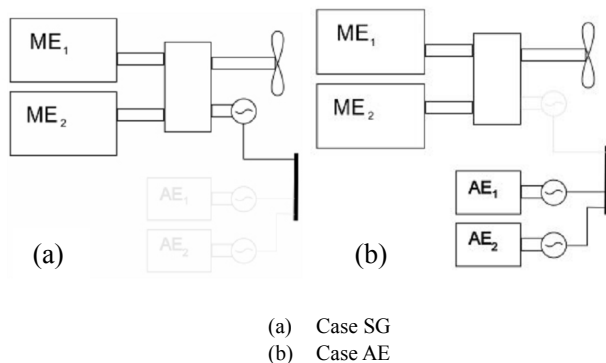 ME1
ME2
AE1
AE2
(a)
ME1
ME2
AE1
AE2
(b)
(a) Case SG
(b) Case AE